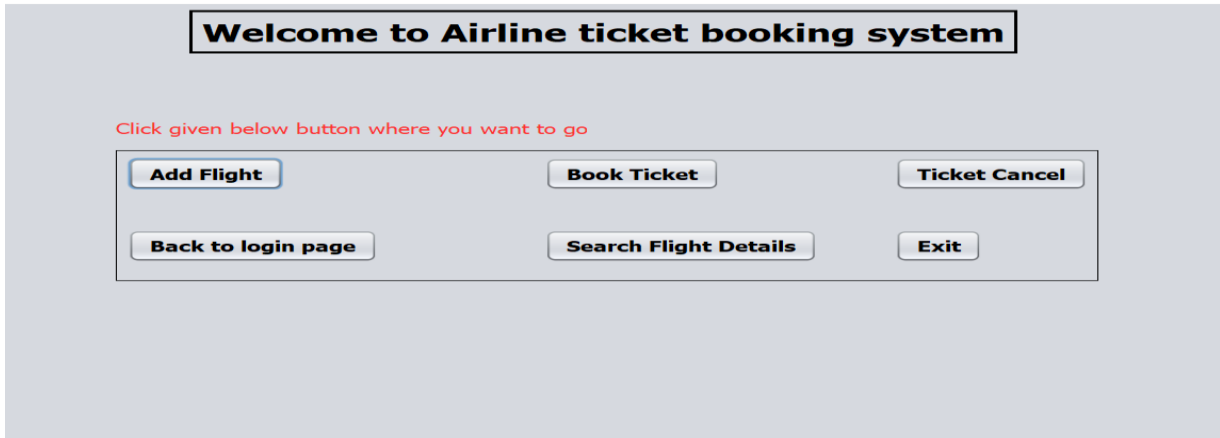 Welcome to Airline ticket booking system
Click given below button where you want to go
Add Flight
Book Ticket
Ticket Cancel
Back to login page
Search Flight Details
Exit